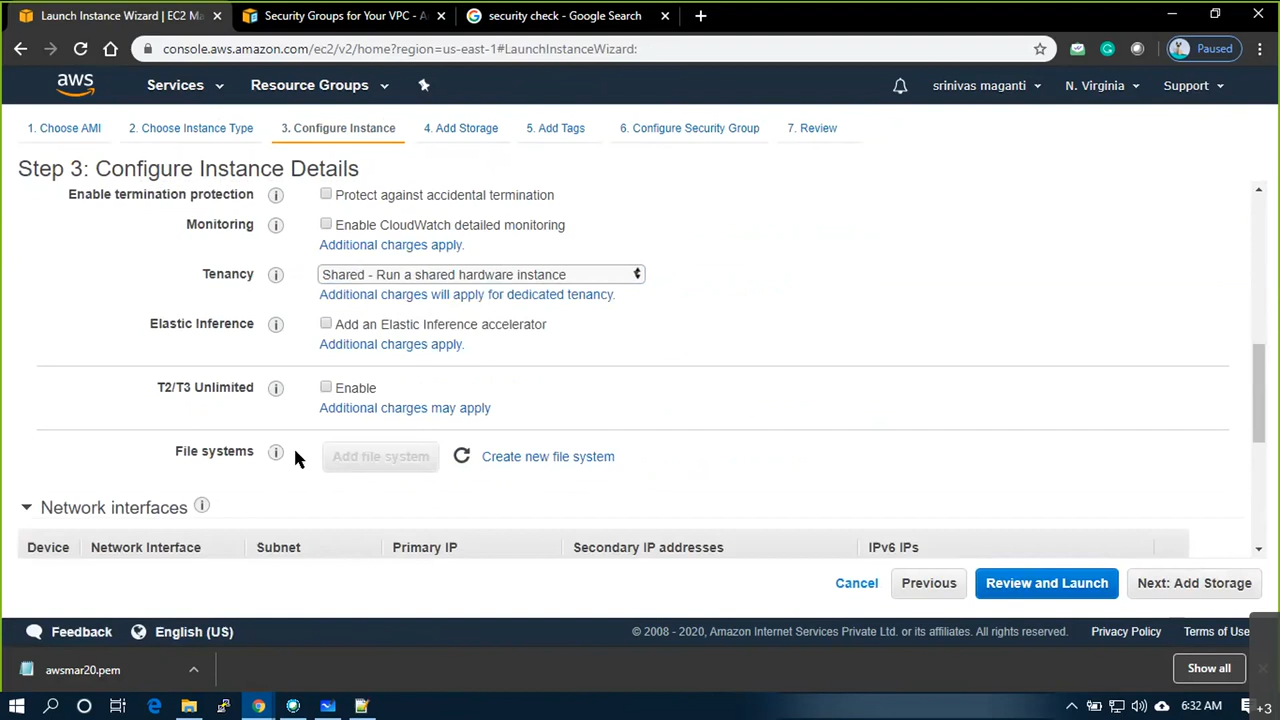 Launch Instance Wizard | EC2 Ma
Security Groups for Your VPC - A
security check - Google Search
console.aws.amazon.com/ec2/v2/home?region=us-east-1#LaunchInstanceWizard:
Paused
aws
Services
Resource Groups
srinivas maganti
N. Virginia
Support
1. Choose AMI
2. Choose Instance Type
3. Configure Instance
4. Add Storage
5. Add Tags
6. Configure Security Group
7. Review
Step 3: Configure Instance Details
Enable termination protection
Protect against accidental termination
Monitoring
Enable CloudWatch detailed monitoring
Additional charges apply.
Tenancy
Shared - Run a shared hardware instance
Additional charges will apply for dedicated tenancy.
Elastic Inference
Add an Elastic Inference accelerator
Additional charges apply.
T2/T3 Unlimited
Enable
Additional charges may apply
File systems
Add file system
Create new file system
Network interfaces
Device
Network Interface
Subnet
Primary IP
Secondary IP addresses
IPv6 IPs
Cancel
Previous
Review and Launch
Next: Add Storage
Feedback
English (US)
© 2008 - 2020, Amazon Internet Services Private Ltd. or its affiliates. All rights reserved.
Privacy Policy
Terms of Use
awsmar20.pem
Show all
6:32 AM
+3